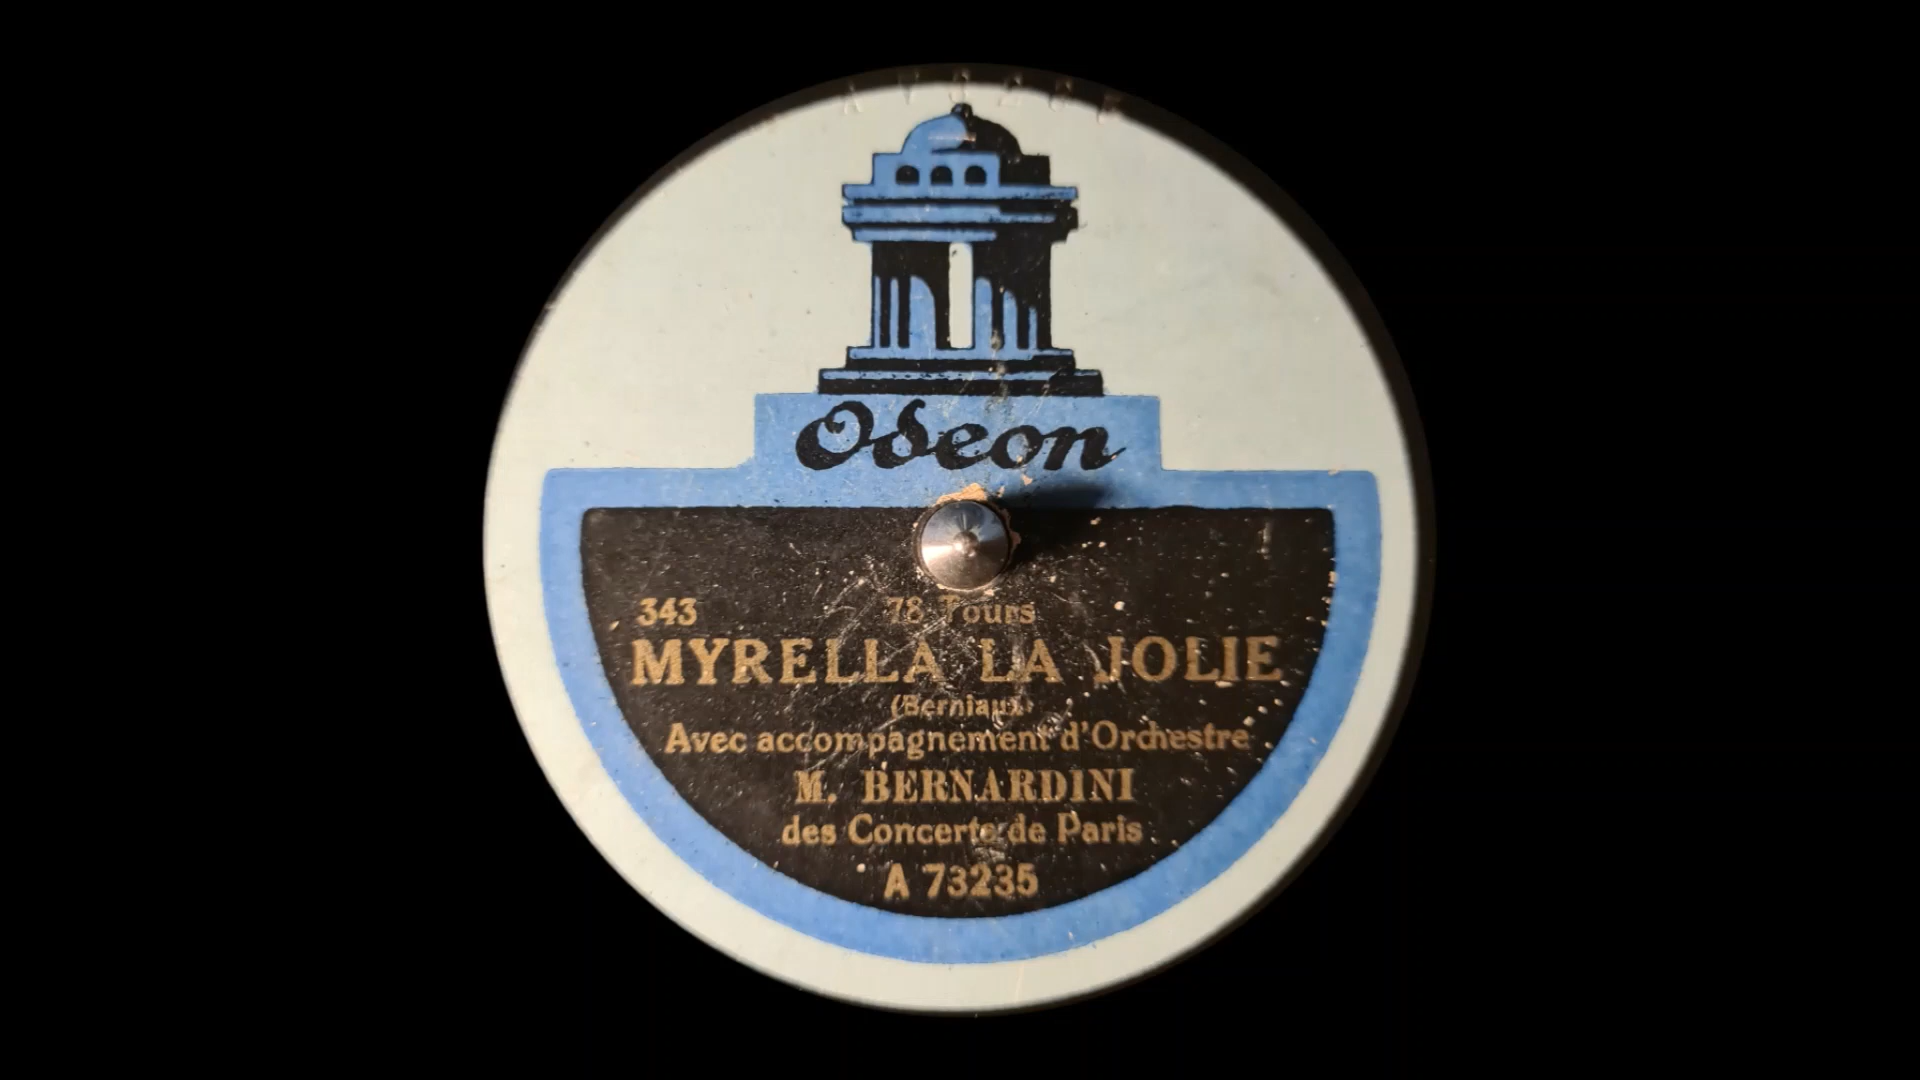 Odeon
343 78 Tours
MYRELLA LA JOLIE
(Berniaux)
Avec accompagnement d'Orchestre
M. BERNARDINI
des Concerts de Paris
A 73235